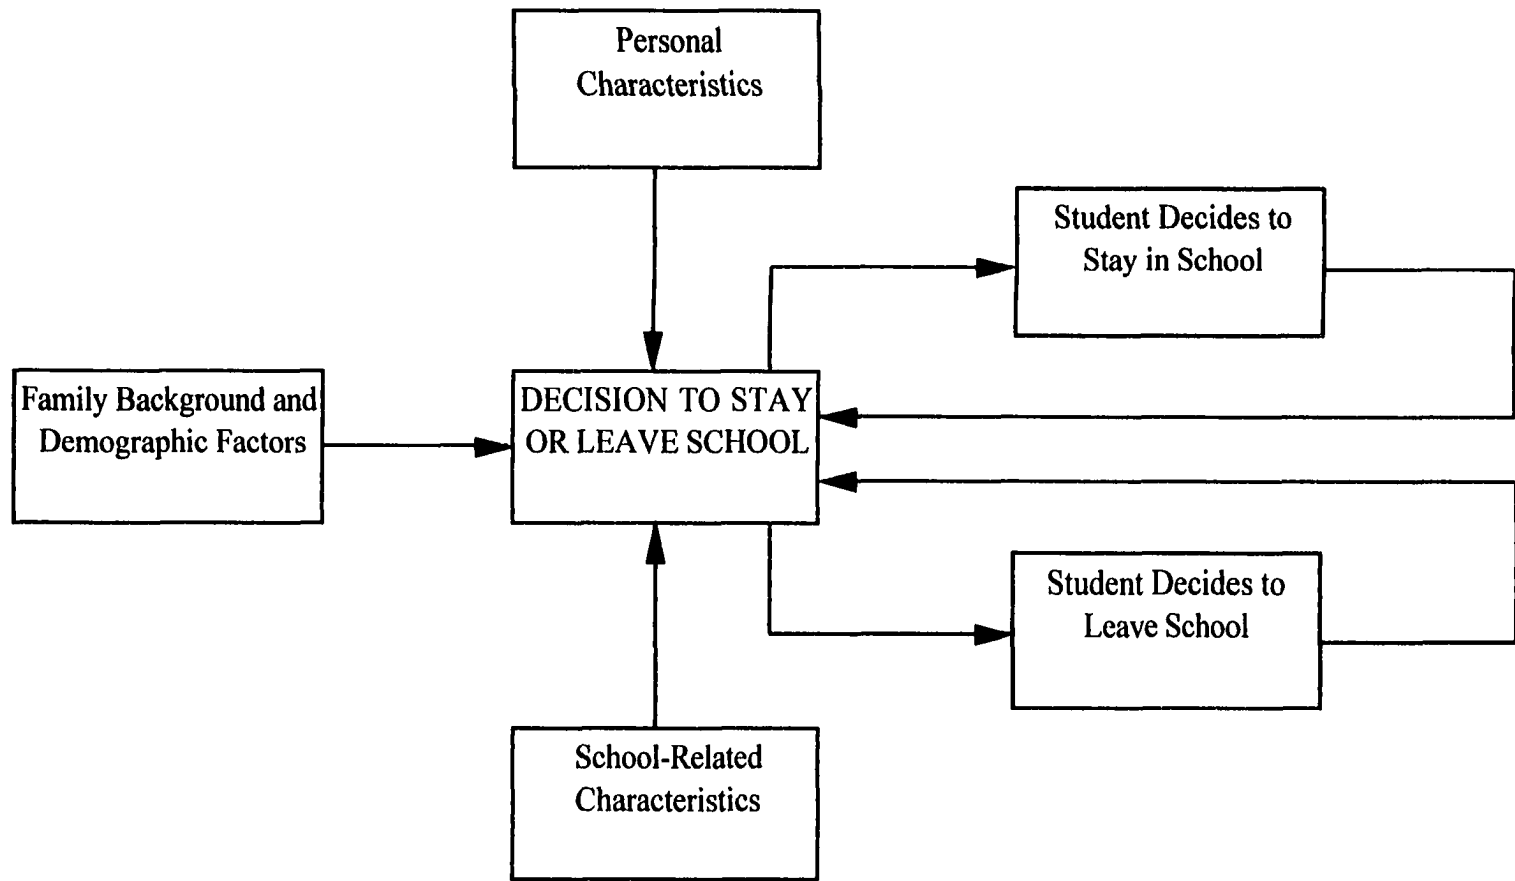 Personal
Characteristics
Student Decides to
Stay in School
Family Background and
Demographic Factors
DECISION TO STAY
OR LEAVE SCHOOL
Student Decides to
Leave School
School-Related
Characteristics